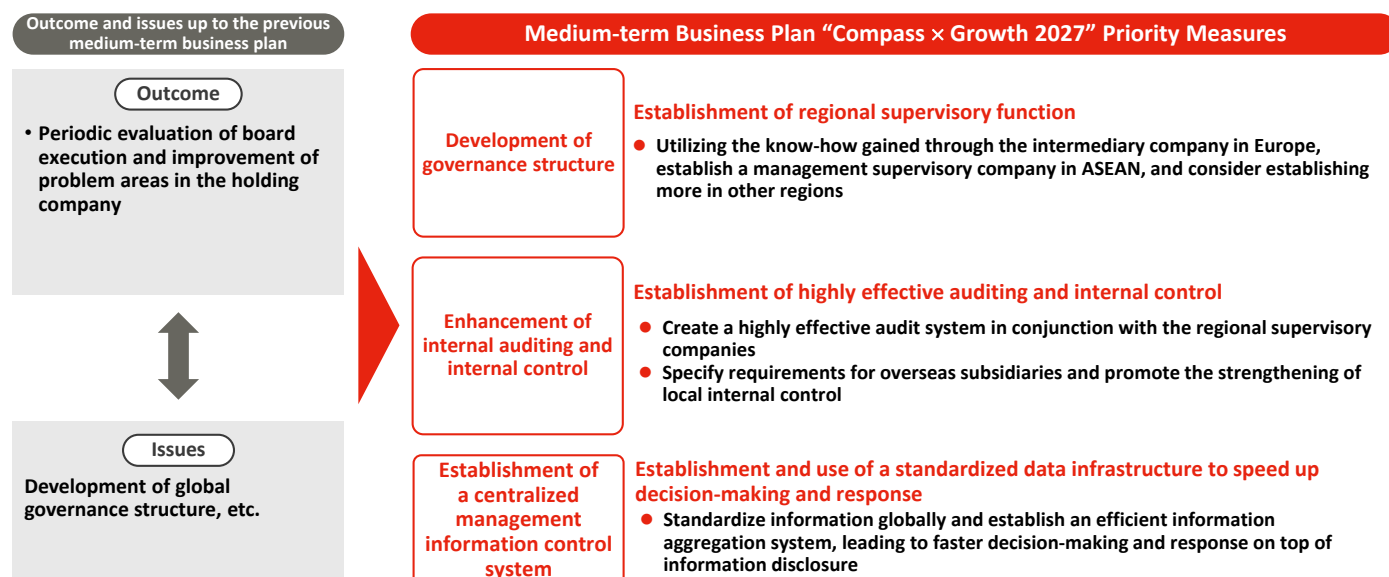 Outcome and issues up to the previous
medium-term business plan
Outcome
• Periodic evaluation of board
execution and improvement of
problem areas in the holding
company
Issues
Development of global
governance structure, etc.
Medium-term Business Plan “Compass × Growth 2027” Priority Measures
Development of
governance structure
Establishment of regional supervisory function
● Utilizing the know-how gained through the intermediary company in Europe,
establish a management supervisory company in ASEAN, and consider establishing
more in other regions
Enhancement of
internal auditing and
internal control
Establishment of highly effective auditing and internal control
● Create a highly effective audit system in conjunction with the regional supervisory
companies
● Specify requirements for overseas subsidiaries and promote the strengthening of
local internal control
Establishment of
a centralized
management
information control
system
Establishment and use of a standardized data infrastructure to speed up
decision-making and response
● Standardize information globally and establish an efficient information
aggregation system, leading to faster decision-making and response on top of
information disclosure